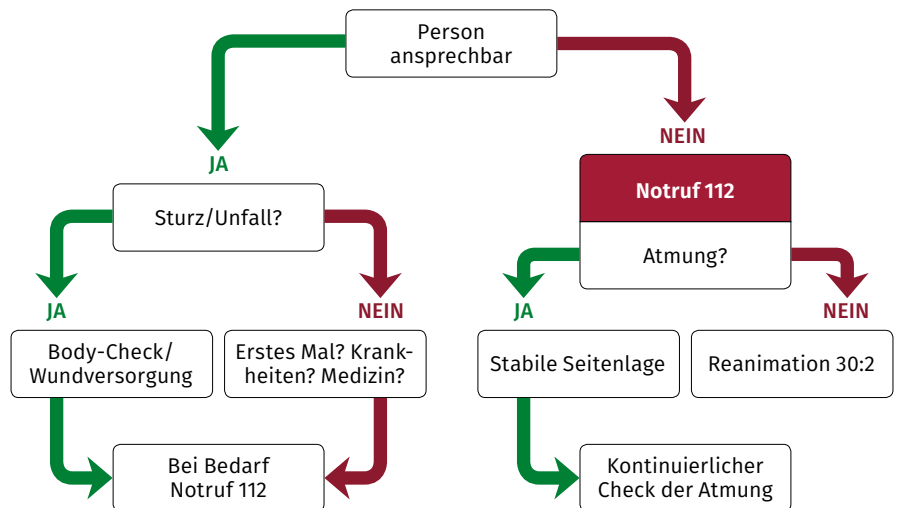 Person
ansprechbar
JA
NEIN
Sturz/Unfall?
Notruf 112
Atmung?
JA
NEIN
JA
NEIN
Body-Check/
Wundversorgung
Erstes Mal? Krank-
heiten? Medizin?
Stabile Seitenlage
Reanimation 30:2
Bei Bedarf
Notruf 112
Kontinuierlicher
Check der Atmung